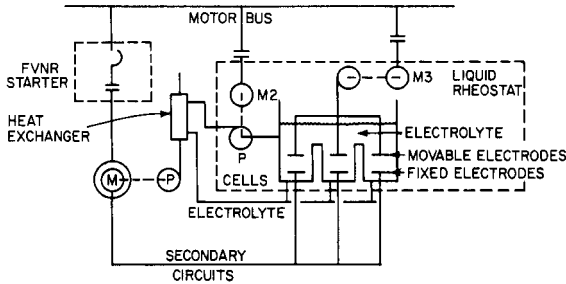 MOTOR BUS
FVNR
STARTER
LIQUID
RHEOSTAT
M2
M3
HEAT
EXCHANGER
ELECTROLYTE
P
MOVABLE ELECTRODES
M
P
CELLS
FIXED ELECTRODES
ELECTROLYTE
SECONDARY
CIRCUITS